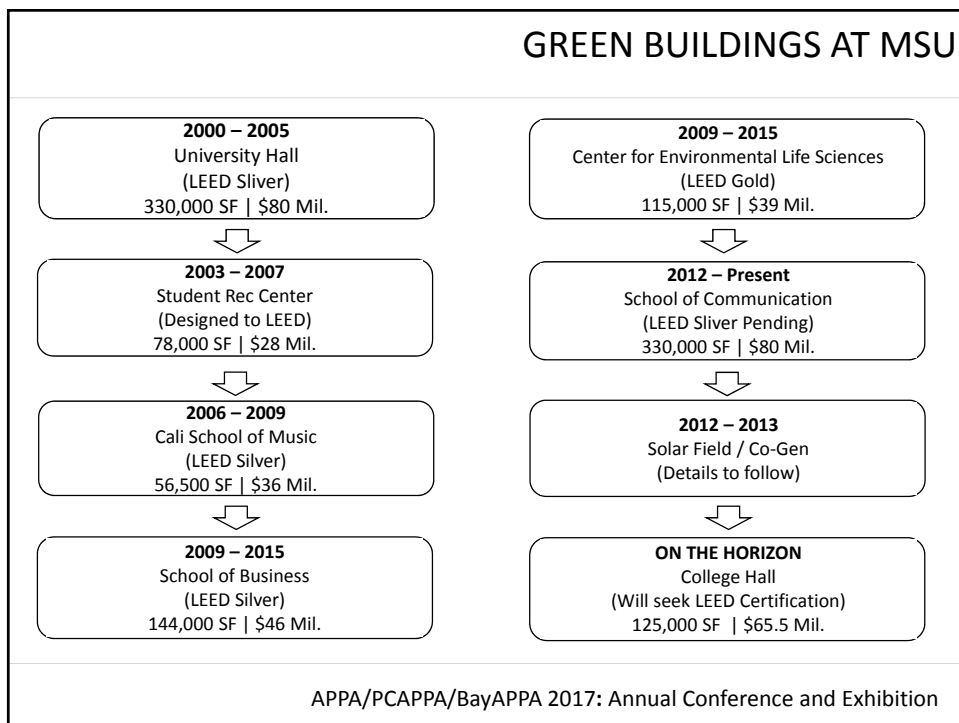 GREEN BUILDINGS AT MSU
2000 – 2005
University Hall
(LEED Sliver)
330,000 SF | $80 Mil.
2003 – 2007
Student Rec Center
(Designed to LEED)
78,000 SF | $28 Mil.
2006 – 2009
Cali School of Music
(LEED Silver)
56,500 SF | $36 Mil.
2009 – 2015
School of Business
(LEED Silver)
144,000 SF | $46 Mil.
2009 – 2015
Center for Environmental Life Sciences
(LEED Gold)
115,000 SF | $39 Mil.
2012 – Present
School of Communication
(LEED Sliver Pending)
330,000 SF | $80 Mil.
2012 – 2013
Solar Field / Co-Gen
(Details to follow)
ON THE HORIZON
College Hall
(Will seek LEED Certification)
125,000 SF | $65.5 Mil.
APPA/PCAPPA/BayAPPA 2017: Annual Conference and Exhibition